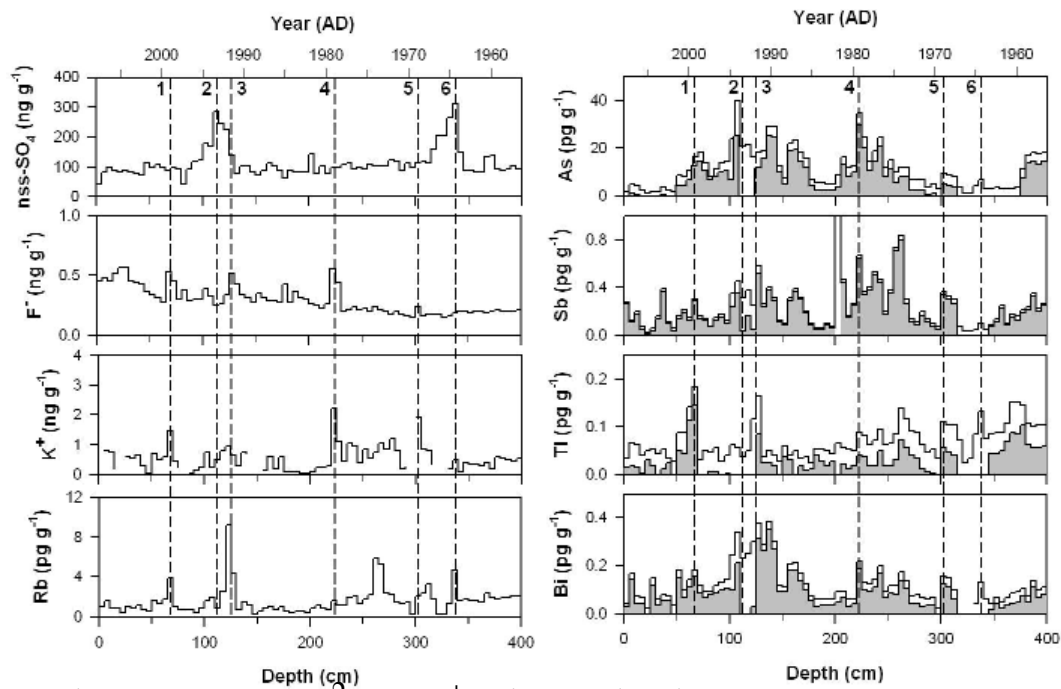 Year (AD)
2000 1990 1980 1970 1960
1 2 3 4 5 6
nss-SO₄ (ng g⁻¹)
400
300
200
100
0
F⁻ (ng g⁻¹)
1.0
0.5
0.0
K⁺ (ng g⁻¹)
4
3
2
1
0
Rb (pg g⁻¹)
12
8
4
0
0 100 200 300 400
Depth (cm)
Year (AD)
2000 1990 1980 1970 1960
1 2 3 4 5 6
As (pg g⁻¹)
40
20
0
Sb (pg g⁻¹)
0.8
0.4
0.0
Tl (pg g⁻¹)
0.2
0.1
0.0
Bi (pg g⁻¹)
0.4
0.2
0.0
0 100 200 300 400
Depth (cm)